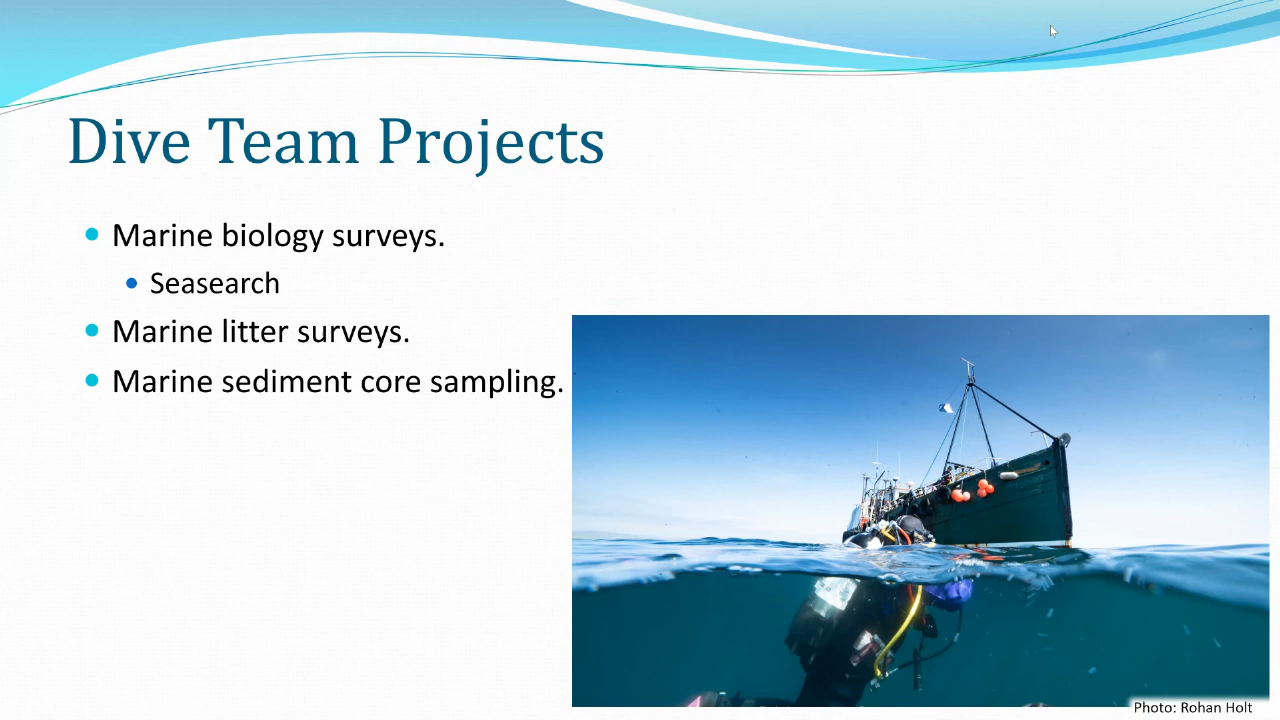 Dive Team Projects
Marine biology surveys.
Seasearch
Marine litter surveys.
Marine sediment core sampling.
Photo: Rohan Holt